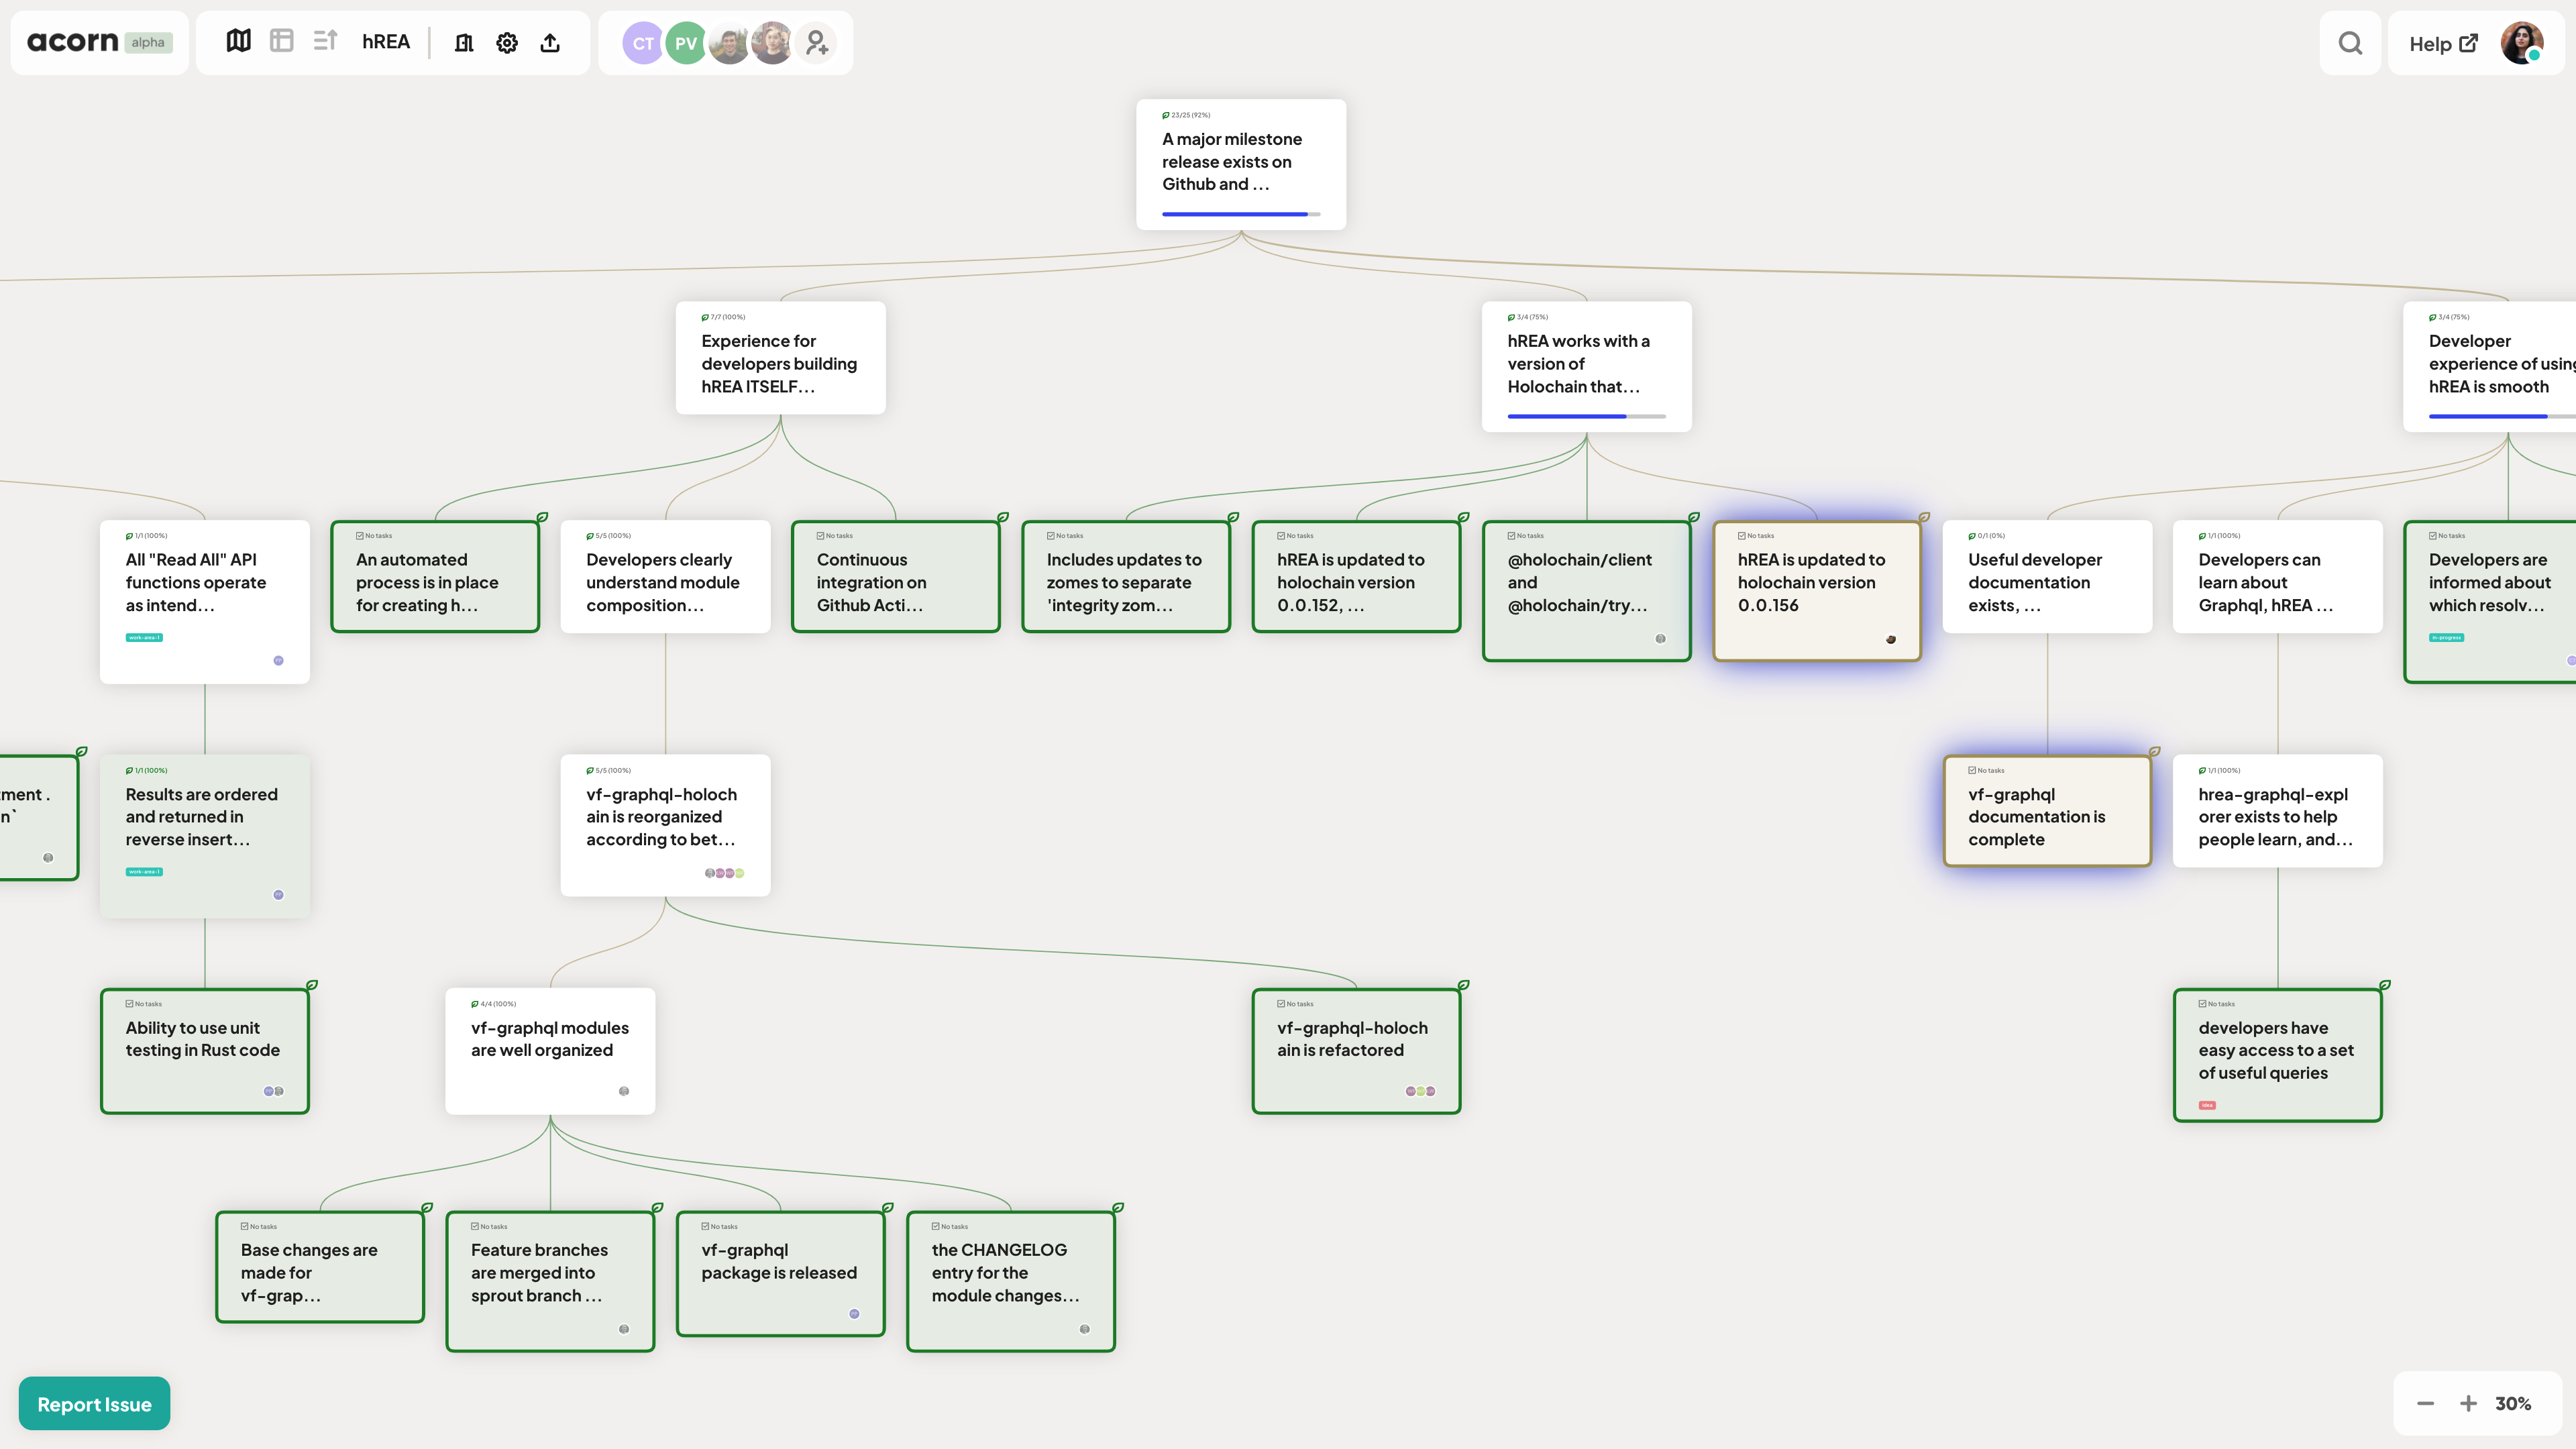 acorn alpha
hREA
CT PV
Help
23/25 (92%)
A major milestone
release exists on
Github and ...
7/7 (100%)
Experience for
developers building
hREA ITSELF...
3/4 (75%)
hREA works with a
version of
Holochain that...
3/4 (75%)
Developer
experience of using
hREA is smooth
1/1 (100%)
All "Read All" API
functions operate
as intend...
work-area-1
No tasks
An automated
process is in place
for creating h...
5/5 (100%)
Developers clearly
understand module
composition...
No tasks
Continuous
integration on
Github Acti...
No tasks
Includes updates to
zomes to separate
'integrity zom...
No tasks
hREA is updated to
holochain version
0.0.152, ...
No tasks
@holochain/client
and
@holochain/try...
No tasks
hREA is updated to
holochain version
0.0.156
0/1 (0%)
Useful developer
documentation
exists, ...
1/1 (100%)
Developers can
learn about
Graphql, hREA ...
No tasks
Developers are
informed about
which resolv...
in-progress
ment .
n`
1/1 (100%)
Results are ordered
and returned in
reverse insert...
work-area-1
5/5 (100%)
vf-graphql-holoch
ain is reorganized
according to bet...
No tasks
vf-graphql
documentation is
complete
1/1 (100%)
hrea-graphql-expl
orer exists to help
people learn, and...
No tasks
Ability to use unit
testing in Rust code
4/4 (100%)
vf-graphql modules
are well organized
No tasks
vf-graphql-holoch
ain is refactored
No tasks
developers have
easy access to a set
of useful queries
idea
No tasks
Base changes are
made for
vf-grap...
No tasks
Feature branches
are merged into
sprout branch ...
No tasks
vf-graphql
package is released
No tasks
the CHANGELOG
entry for the
module changes...
Report Issue
30%